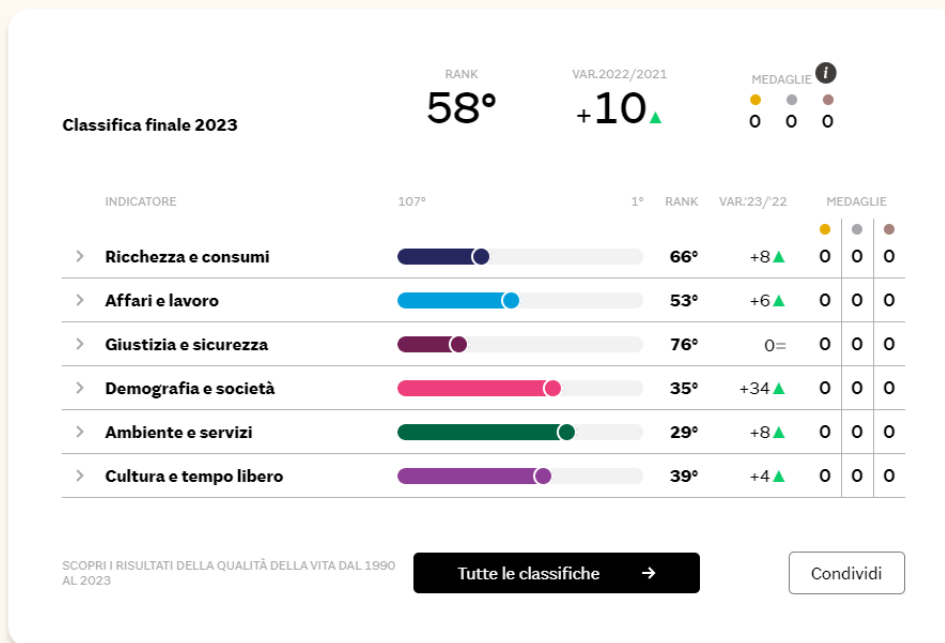 RANK VAR.2022/2021 MEDAGLIE i
Classifica finale 2023 58° +10 0 0 0
INDICATORE 107° 1° RANK VAR.'23/'22 MEDAGLIE
Ricchezza e consumi 66° +8 0 0 0
Affari e lavoro 53° +6 0 0 0
Giustizia e sicurezza 76° 0= 0 0 0
Demografia e società 35° +34 0 0 0
Ambiente e servizi 29° +8 0 0 0
Cultura e tempo libero 39° +4 0 0 0
SCOPRI I RISULTATI DELLA QUALITÀ DELLA VITA DAL 1990
AL 2023
Tutte le classifiche →
Condividi